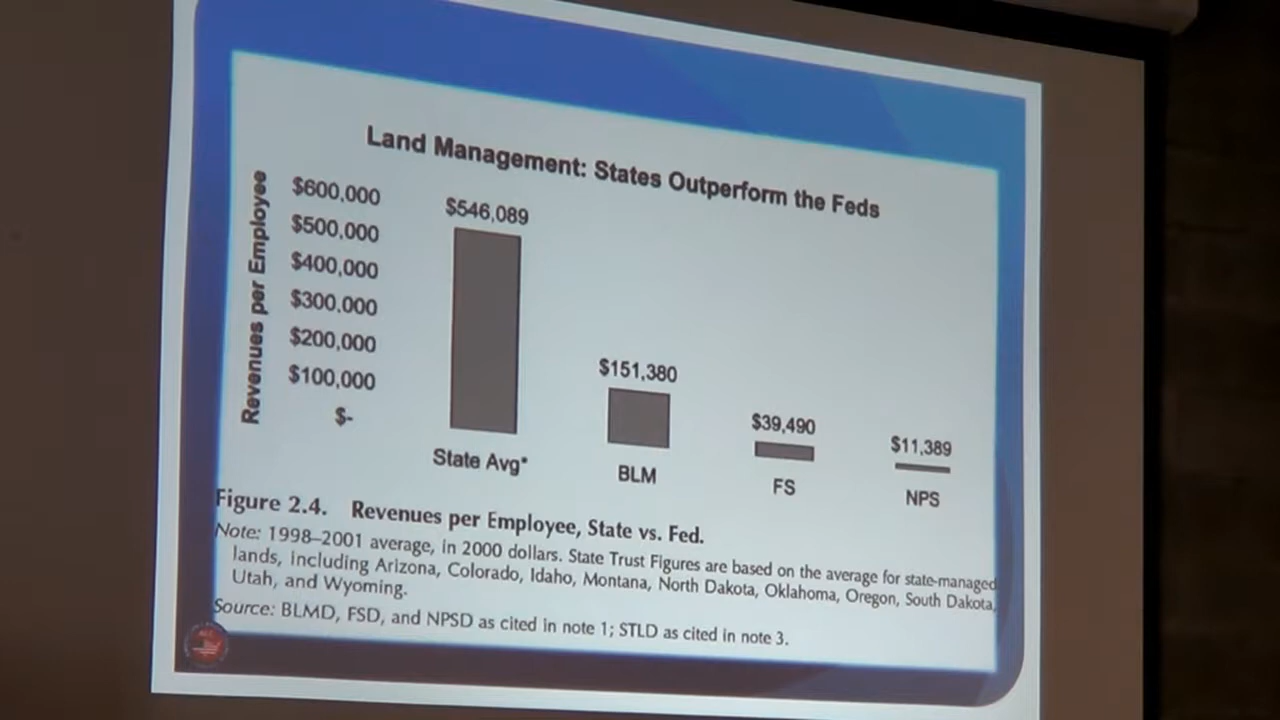 Land Management: States Outperform the Feds
Revenues per Employee
$600,000
$500,000
$400,000
$300,000
$200,000
$100,000
$-
$546,089
$151,380
$39,490
$11,389
State Avg*
BLM
FS
NPS
Figure 2.4. Revenues per Employee, State vs. Fed.
Note: 1998–2001 average, in 2000 dollars. State Trust Figures are based on the average for state-managed
lands, including Arizona, Colorado, Idaho, Montana, North Dakota, Oklahoma, Oregon, South Dakota,
Utah, and Wyoming.
Source: BLMD, FSD, and NPSD as cited in note 1; STLD as cited in note 3.